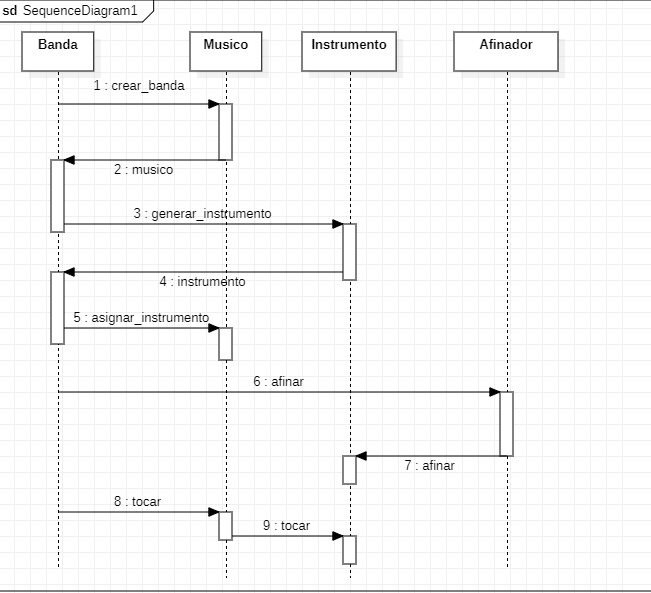 sd SequenceDiagram1
Banda
Musico
Instrumento
Afinador
1 : crear_banda
2 : musico
3 : generar_instrumento
4 : instrumento
5 : asignar_instrumento
6 : afinar
7 : afinar
8 : tocar
9 : tocar